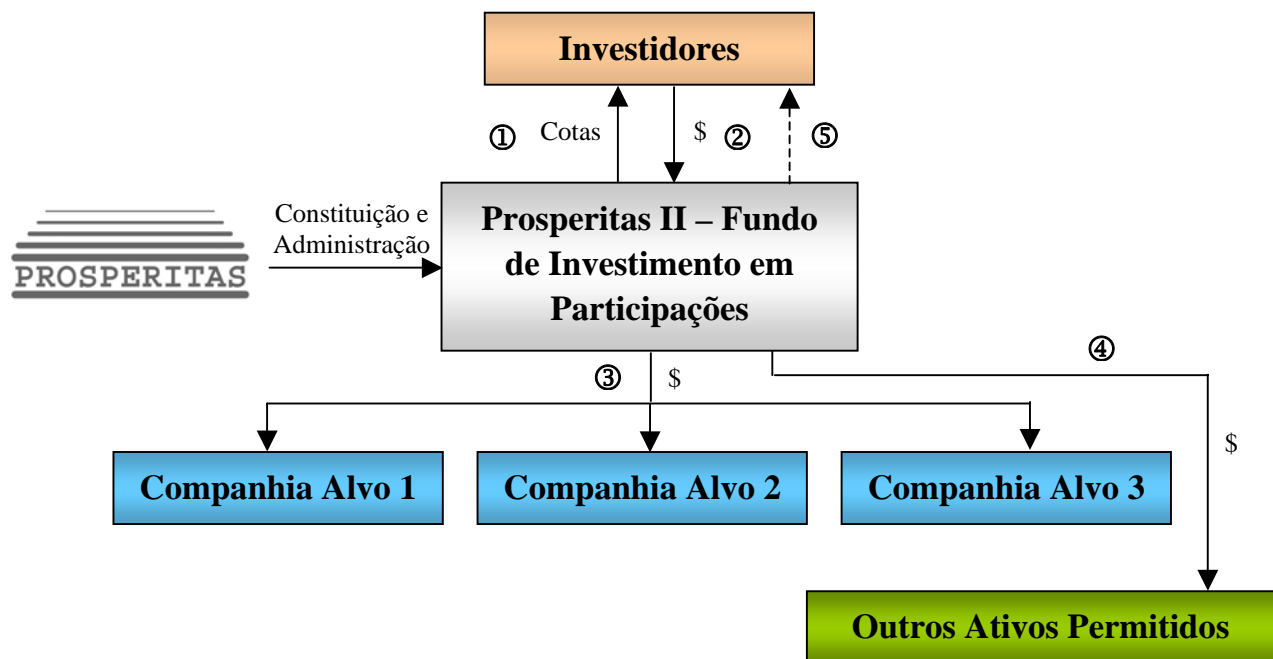 Investidores
① Cotas $ ② ⑤
Constituição e
Administração
PROSPERITAS
Prosperitas II – Fundo
de Investimento em
Participações
④
③ $
$
Companhia Alvo 1
Companhia Alvo 2
Companhia Alvo 3
Outros Ativos Permitidos